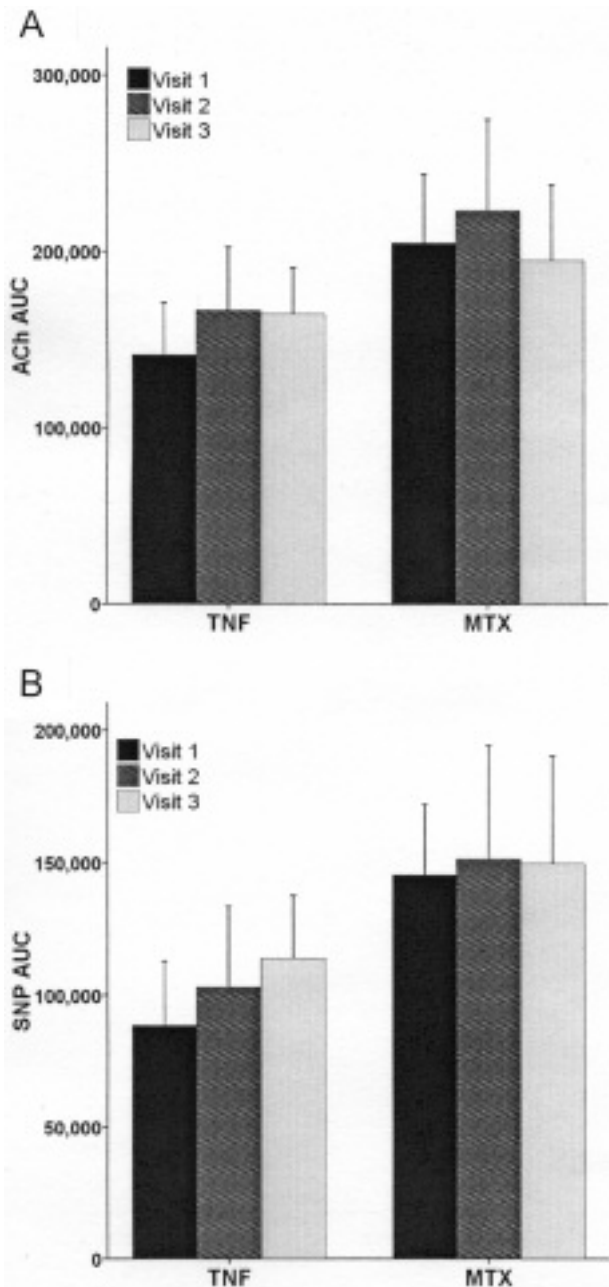 A
300,000
Visit 1
Visit 2
Visit 3
200,000
ACh AUC
100,000
0
TNF MTX
B
200,000
Visit 1
Visit 2
Visit 3
150,000
SNP AUC
100,000
50,000
0
TNF MTX